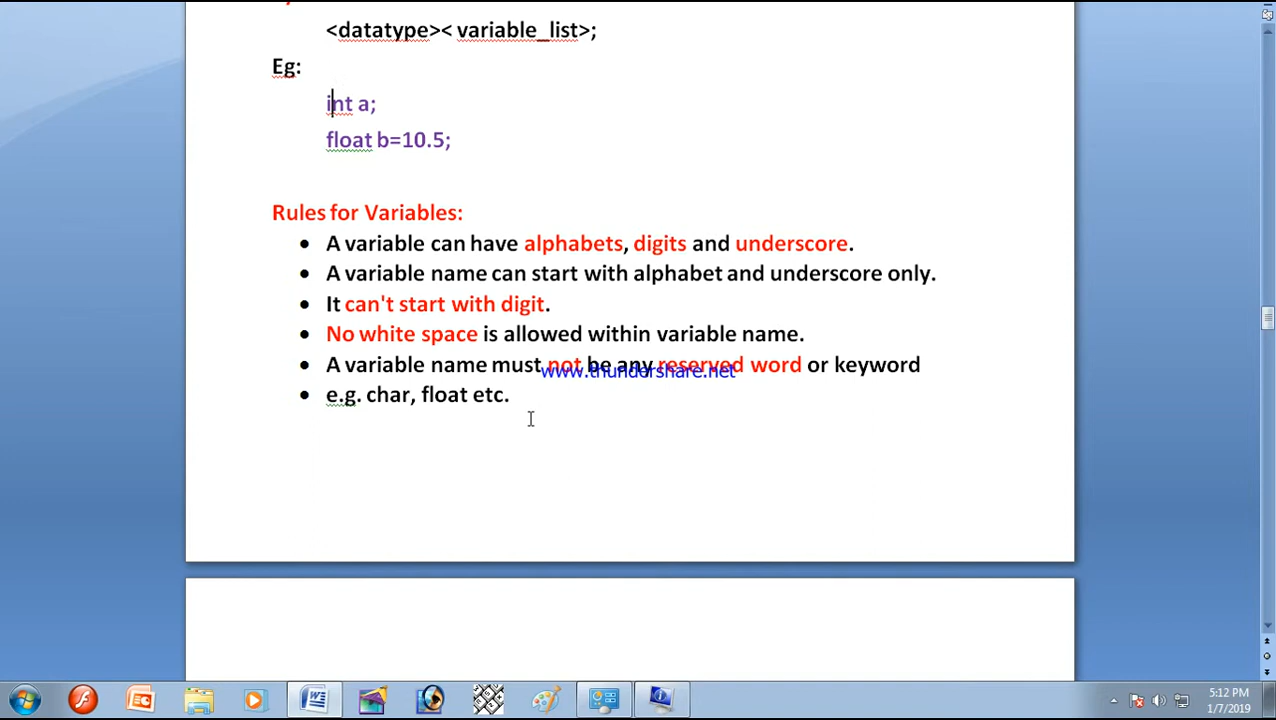 <datatype>< variable_list>;
Eg:
int a;
float b=10.5;
Rules for Variables:
• A variable can have alphabets, digits and underscore.
• A variable name can start with alphabet and underscore only.
• It can't start with digit.
• No white space is allowed within variable name.
• A variable name must not be any reserved word or keyword
www.thundershare.net
• e.g. char, float etc.
5:12 PM
1/7/2019